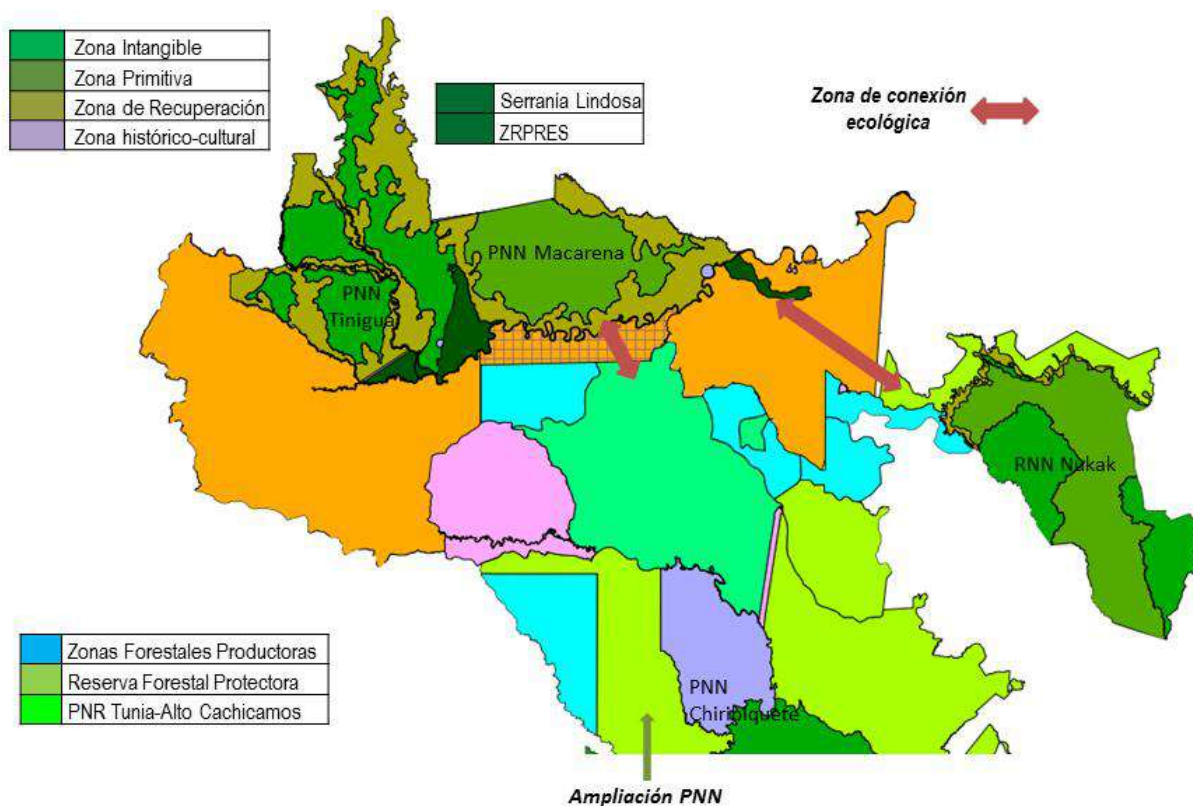 Zona Intangible
Zona Primitiva
Zona de Recuperación
Zona histórico-cultural
Serranía Lindosa
ZRPRES
Zona de conexión
ecológica
PNN Macarena
PNN
Tinigua
RNN Nukak
Zonas Forestales Productoras
Reserva Forestal Protectora
PNR Tunia-Alto Cachicamos
PNN
Chiribiquete
Ampliación PNN